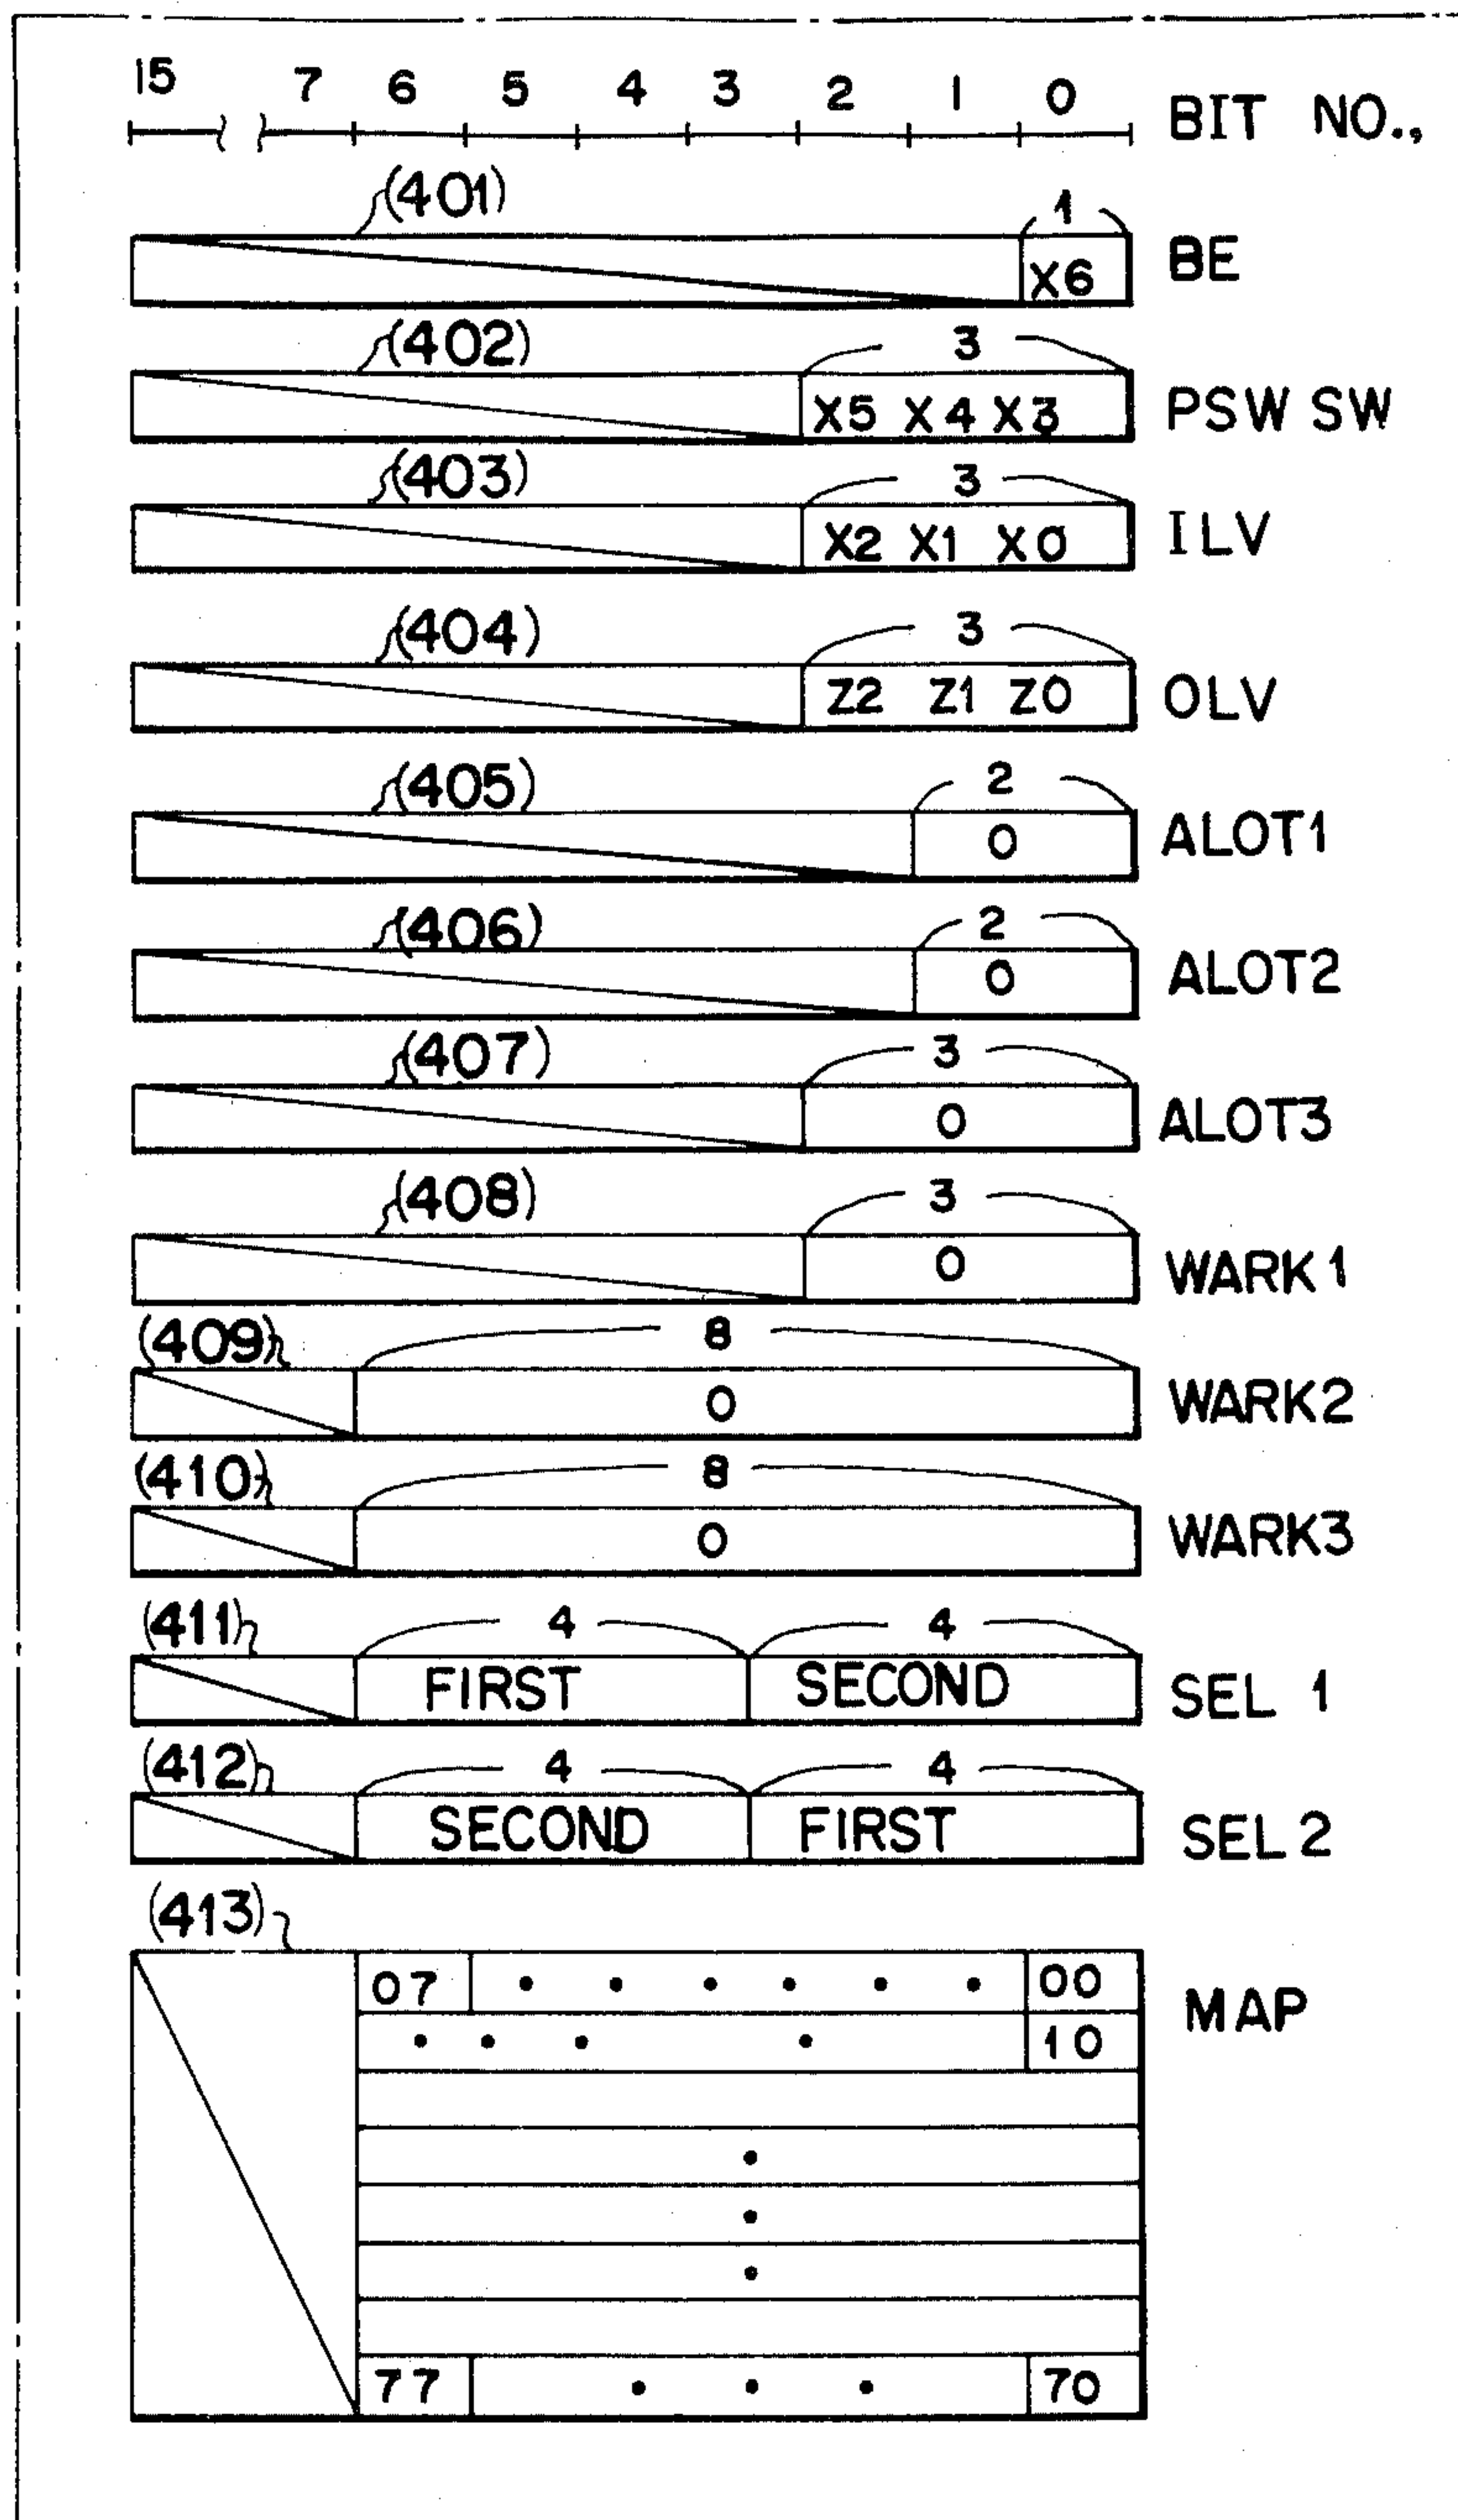 15 7 6 5 4 3 2 1 0 BIT NO.,
(401) 1
X6 BE
(402) 3
X5 X4 X3 PSW SW
(403) 3
X2 X1 X0 ILV
(404) 3
Z2 Z1 Z0 OLV
(405) 2
0 ALOT1
(406) 2
0 ALOT2
(407) 3
0 ALOT3
(408) 3
0 WARK1
(409) 8
0 WARK2
(410) 8
0 WARK3
(411) 4 4
FIRST SECOND SEL 1
(412) 4 4
SECOND FIRST SEL 2
(413)
07 • • • • • • 00 MAP
• • • • 10
•
•
•
77 • • • 70